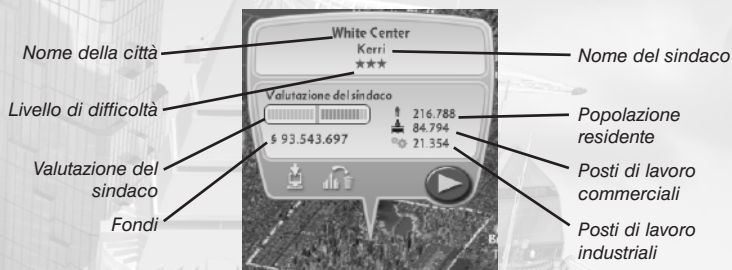 Nome della città
Livello di difficoltà
Valutazione del
sindaco
Fondi
White Center
Kerri
Valutazione del sindaco
216.788
84.794
§ 93.543.697
21.354
Nome del sindaco
Popolazione
residente
Posti di lavoro
commerciali
Posti di lavoro
industriali